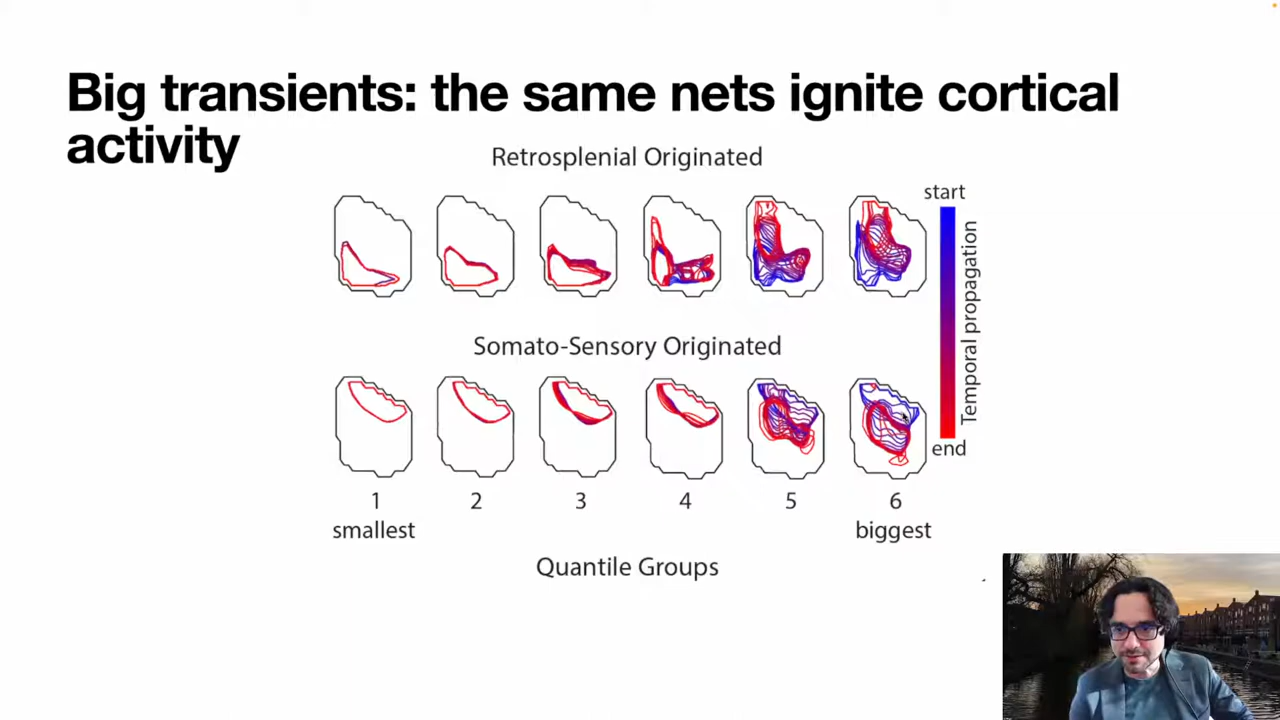 Big transients: the same nets ignite cortical
activity
Retrosplenial Originated
start
Temporal propagation
Somato-Sensory Originated
end
1 2 3 4 5 6
smallest biggest
Quantile Groups